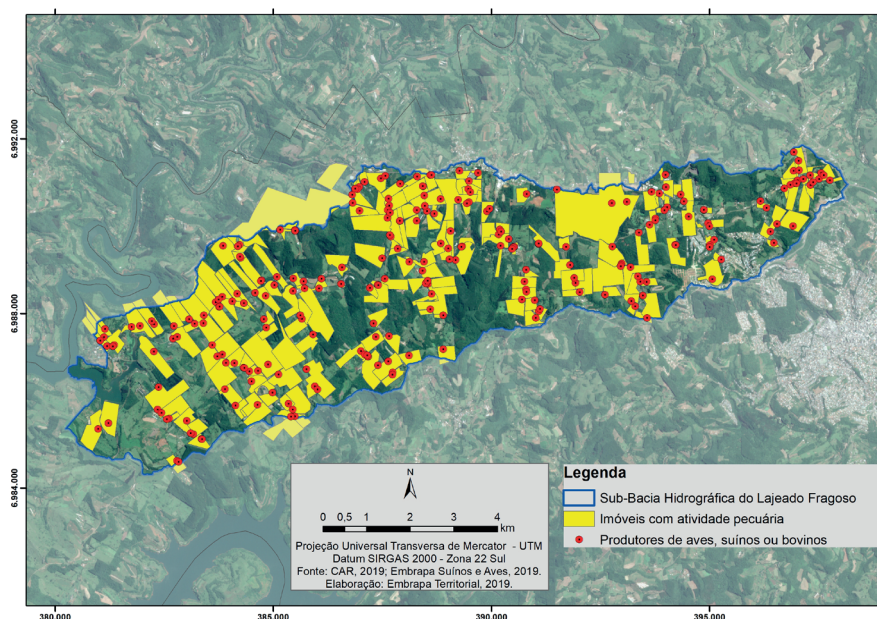 6.992.000
6.988.000
6.984.000
N
0 0,5 1 2 3 4
km
Projeção Universal Transversa de Mercator - UTM
Datum SIRGAS 2000 - Zona 22 Sul
Fonte: CAR, 2019; Embrapa Suínos e Aves, 2019.
Elaboração: Embrapa Territorial, 2019.
Legenda
Sub-Bacia Hidrográfica do Lajeado Fragoso
Imóveis com atividade pecuária
Produtores de aves, suínos ou bovinos
380.000 385.000 390.000 395.000